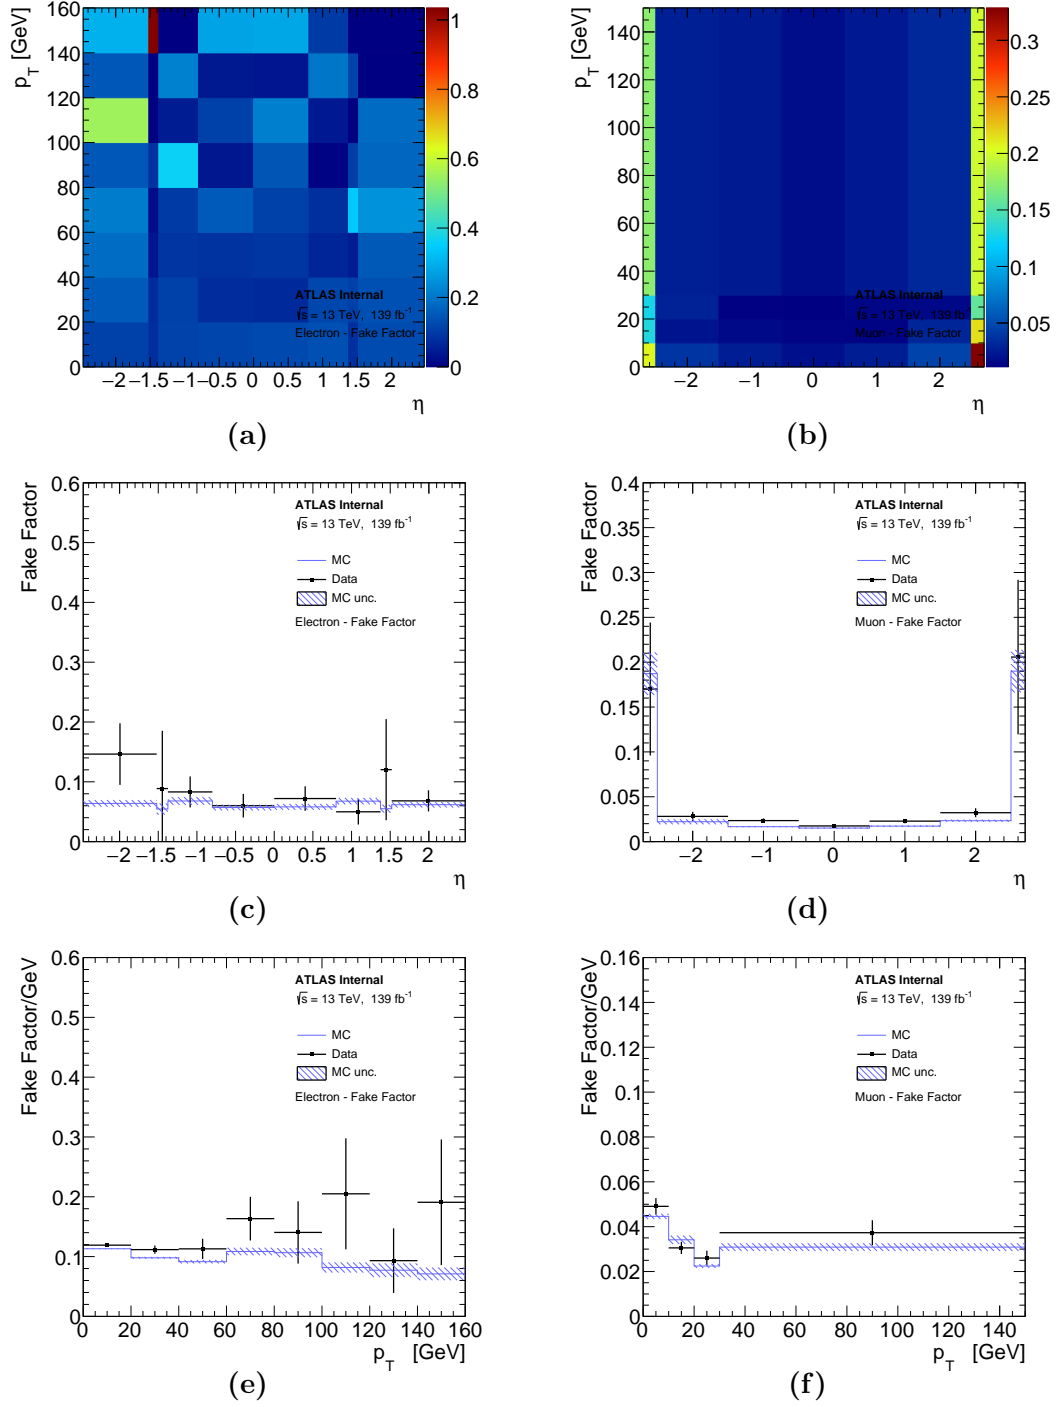 p_T [GeV]
160
140
120
100
80
60
40
20
0
1
0.8
0.6
0.4
0.2
0
ATLAS Internal
√s = 13 TeV, 139 fb⁻¹
Electron - Fake Factor
−2 −1.5 −1 −0.5 0 0.5 1 1.5 2
η
(a)
p_T [GeV]
140
120
100
80
60
40
20
0
0.3
0.25
0.2
0.15
0.1
0.05
ATLAS Internal
√s = 13 TeV, 139 fb⁻¹
Muon - Fake Factor
−2 −1 0 1 2
η
(b)
Fake Factor
0.6
0.5
0.4
0.3
0.2
0.1
0
ATLAS Internal
√s = 13 TeV, 139 fb⁻¹
MC
Data
MC unc.
Electron - Fake Factor
−2 −1.5 −1 −0.5 0 0.5 1 1.5 2
η
(c)
Fake Factor
0.4
0.35
0.3
0.25
0.2
0.15
0.1
0.05
0
ATLAS Internal
√s = 13 TeV, 139 fb⁻¹
MC
Data
MC unc.
Muon - Fake Factor
−2 −1 0 1 2
η
(d)
Fake Factor/GeV
0.6
0.5
0.4
0.3
0.2
0.1
0
ATLAS Internal
√s = 13 TeV, 139 fb⁻¹
MC
Data
MC unc.
Electron - Fake Factor
0 20 40 60 80 100 120 140 160
p_T [GeV]
(e)
Fake Factor/GeV
0.16
0.14
0.12
0.1
0.08
0.06
0.04
0.02
0
ATLAS Internal
√s = 13 TeV, 139 fb⁻¹
MC
Data
MC unc.
Muon - Fake Factor
0 20 40 60 80 100 120 140
p_T [GeV]
(f)